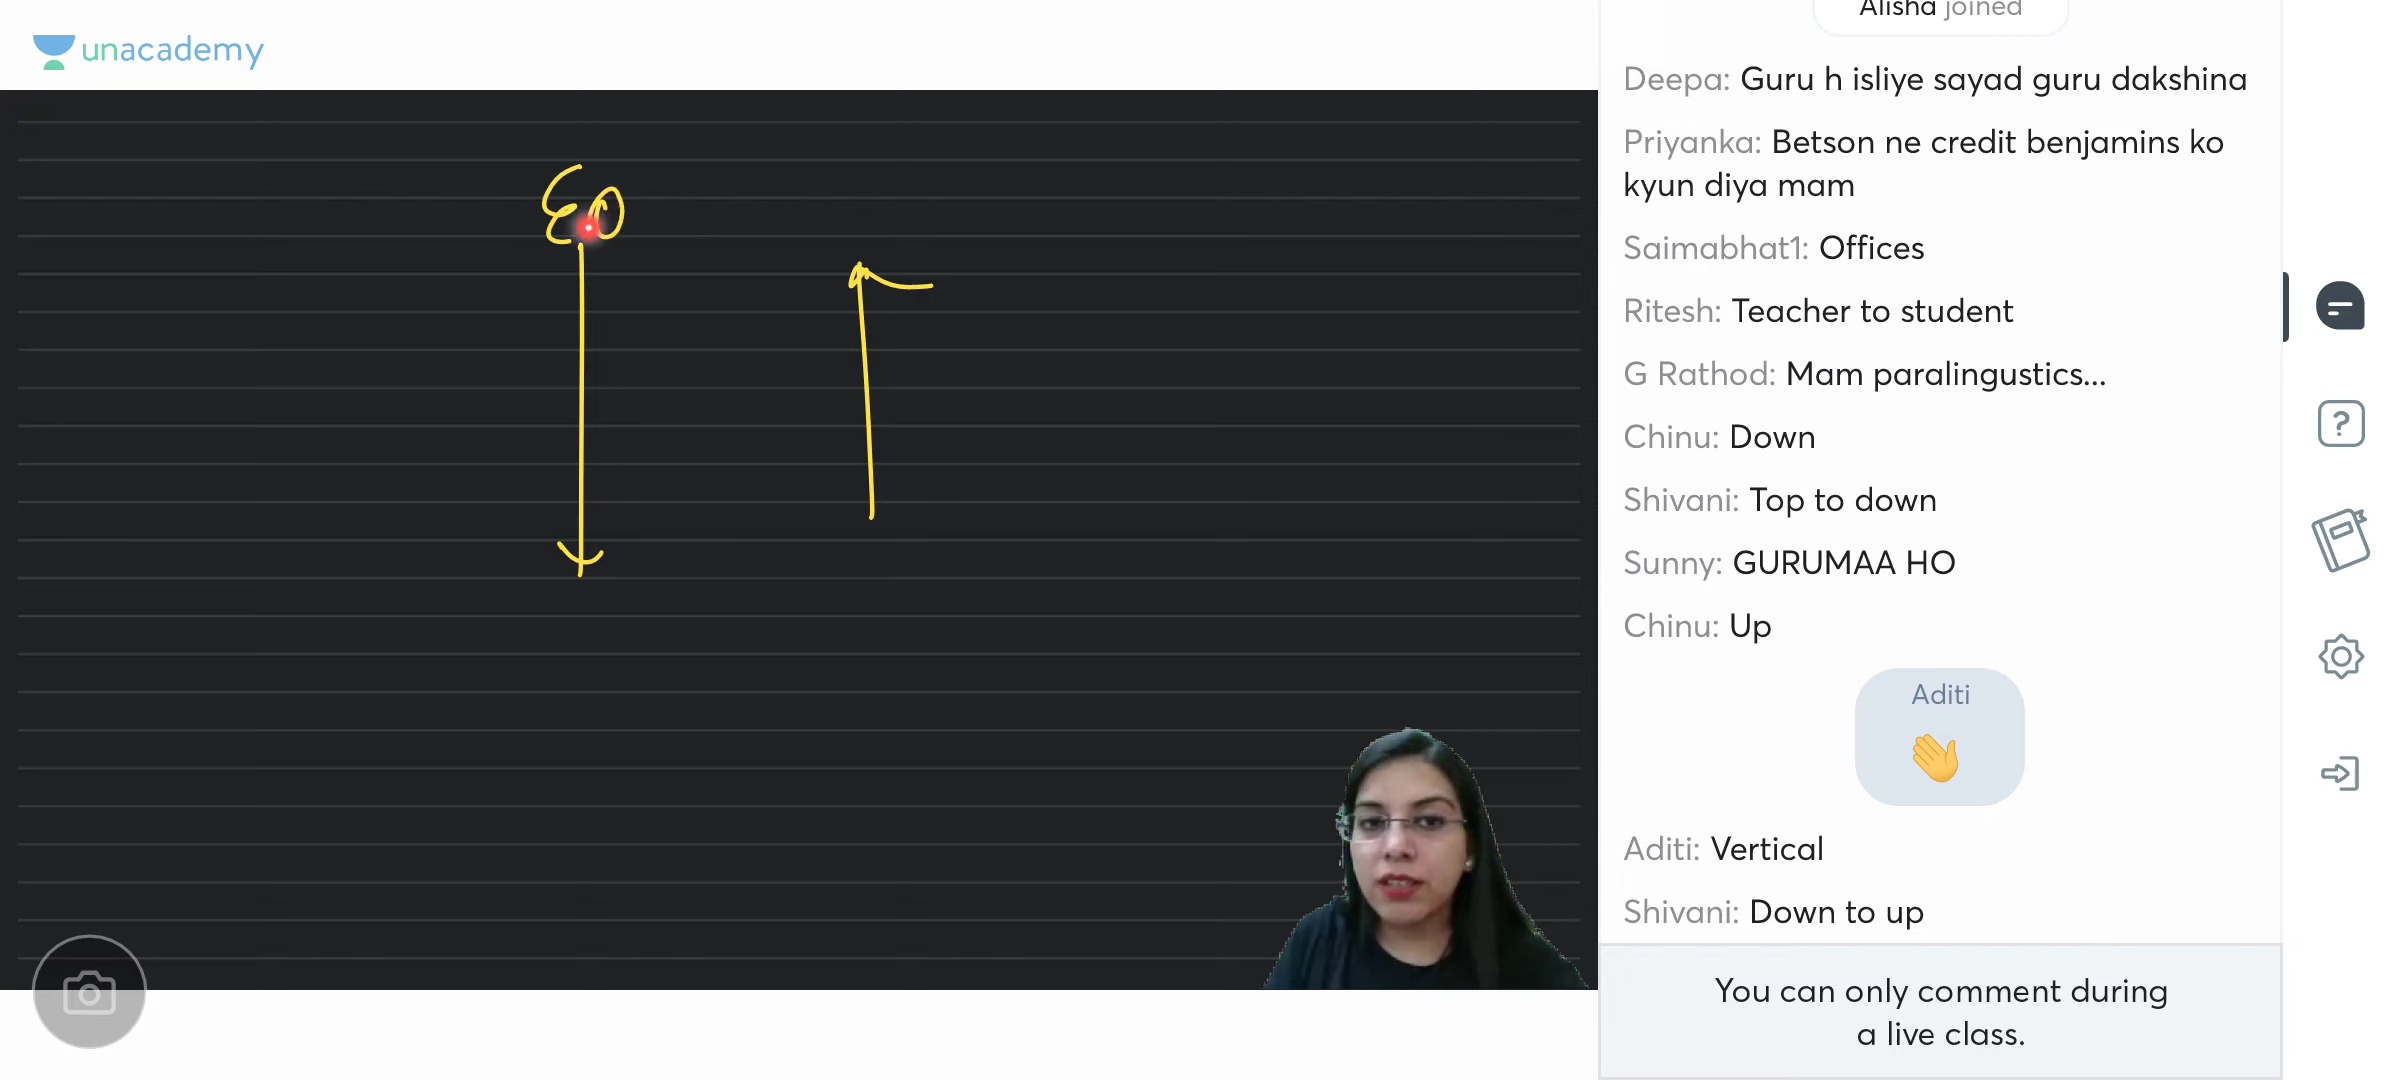 unacademy
EO
Alisha joined
Deepa: Guru h isliye sayad guru dakshina
Priyanka: Betson ne credit benjamins ko
kyun diya mam
Saimabhat1: Offices
Ritesh: Teacher to student
G Rathod: Mam paralingustics...
Chinu: Down
Shivani: Top to down
Sunny: GURUMAA HO
Chinu: Up
Aditi
Aditi: Vertical
Shivani: Down to up
You can only comment during
a live class.
?